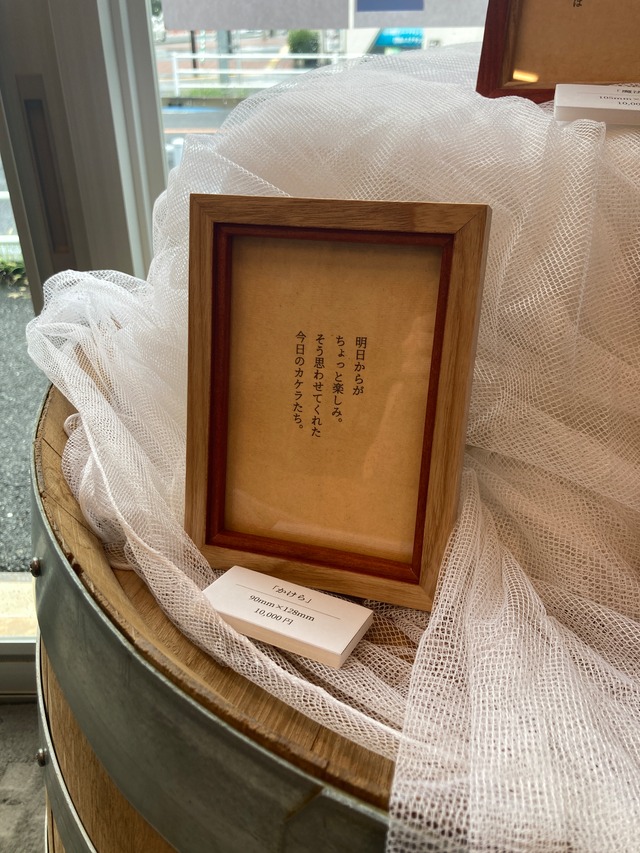 明日からが
ちょっと楽しみ。
そう思わせてくれた
今日のカケラたち。
「かけら」
90mm×128mm
10,000円
は